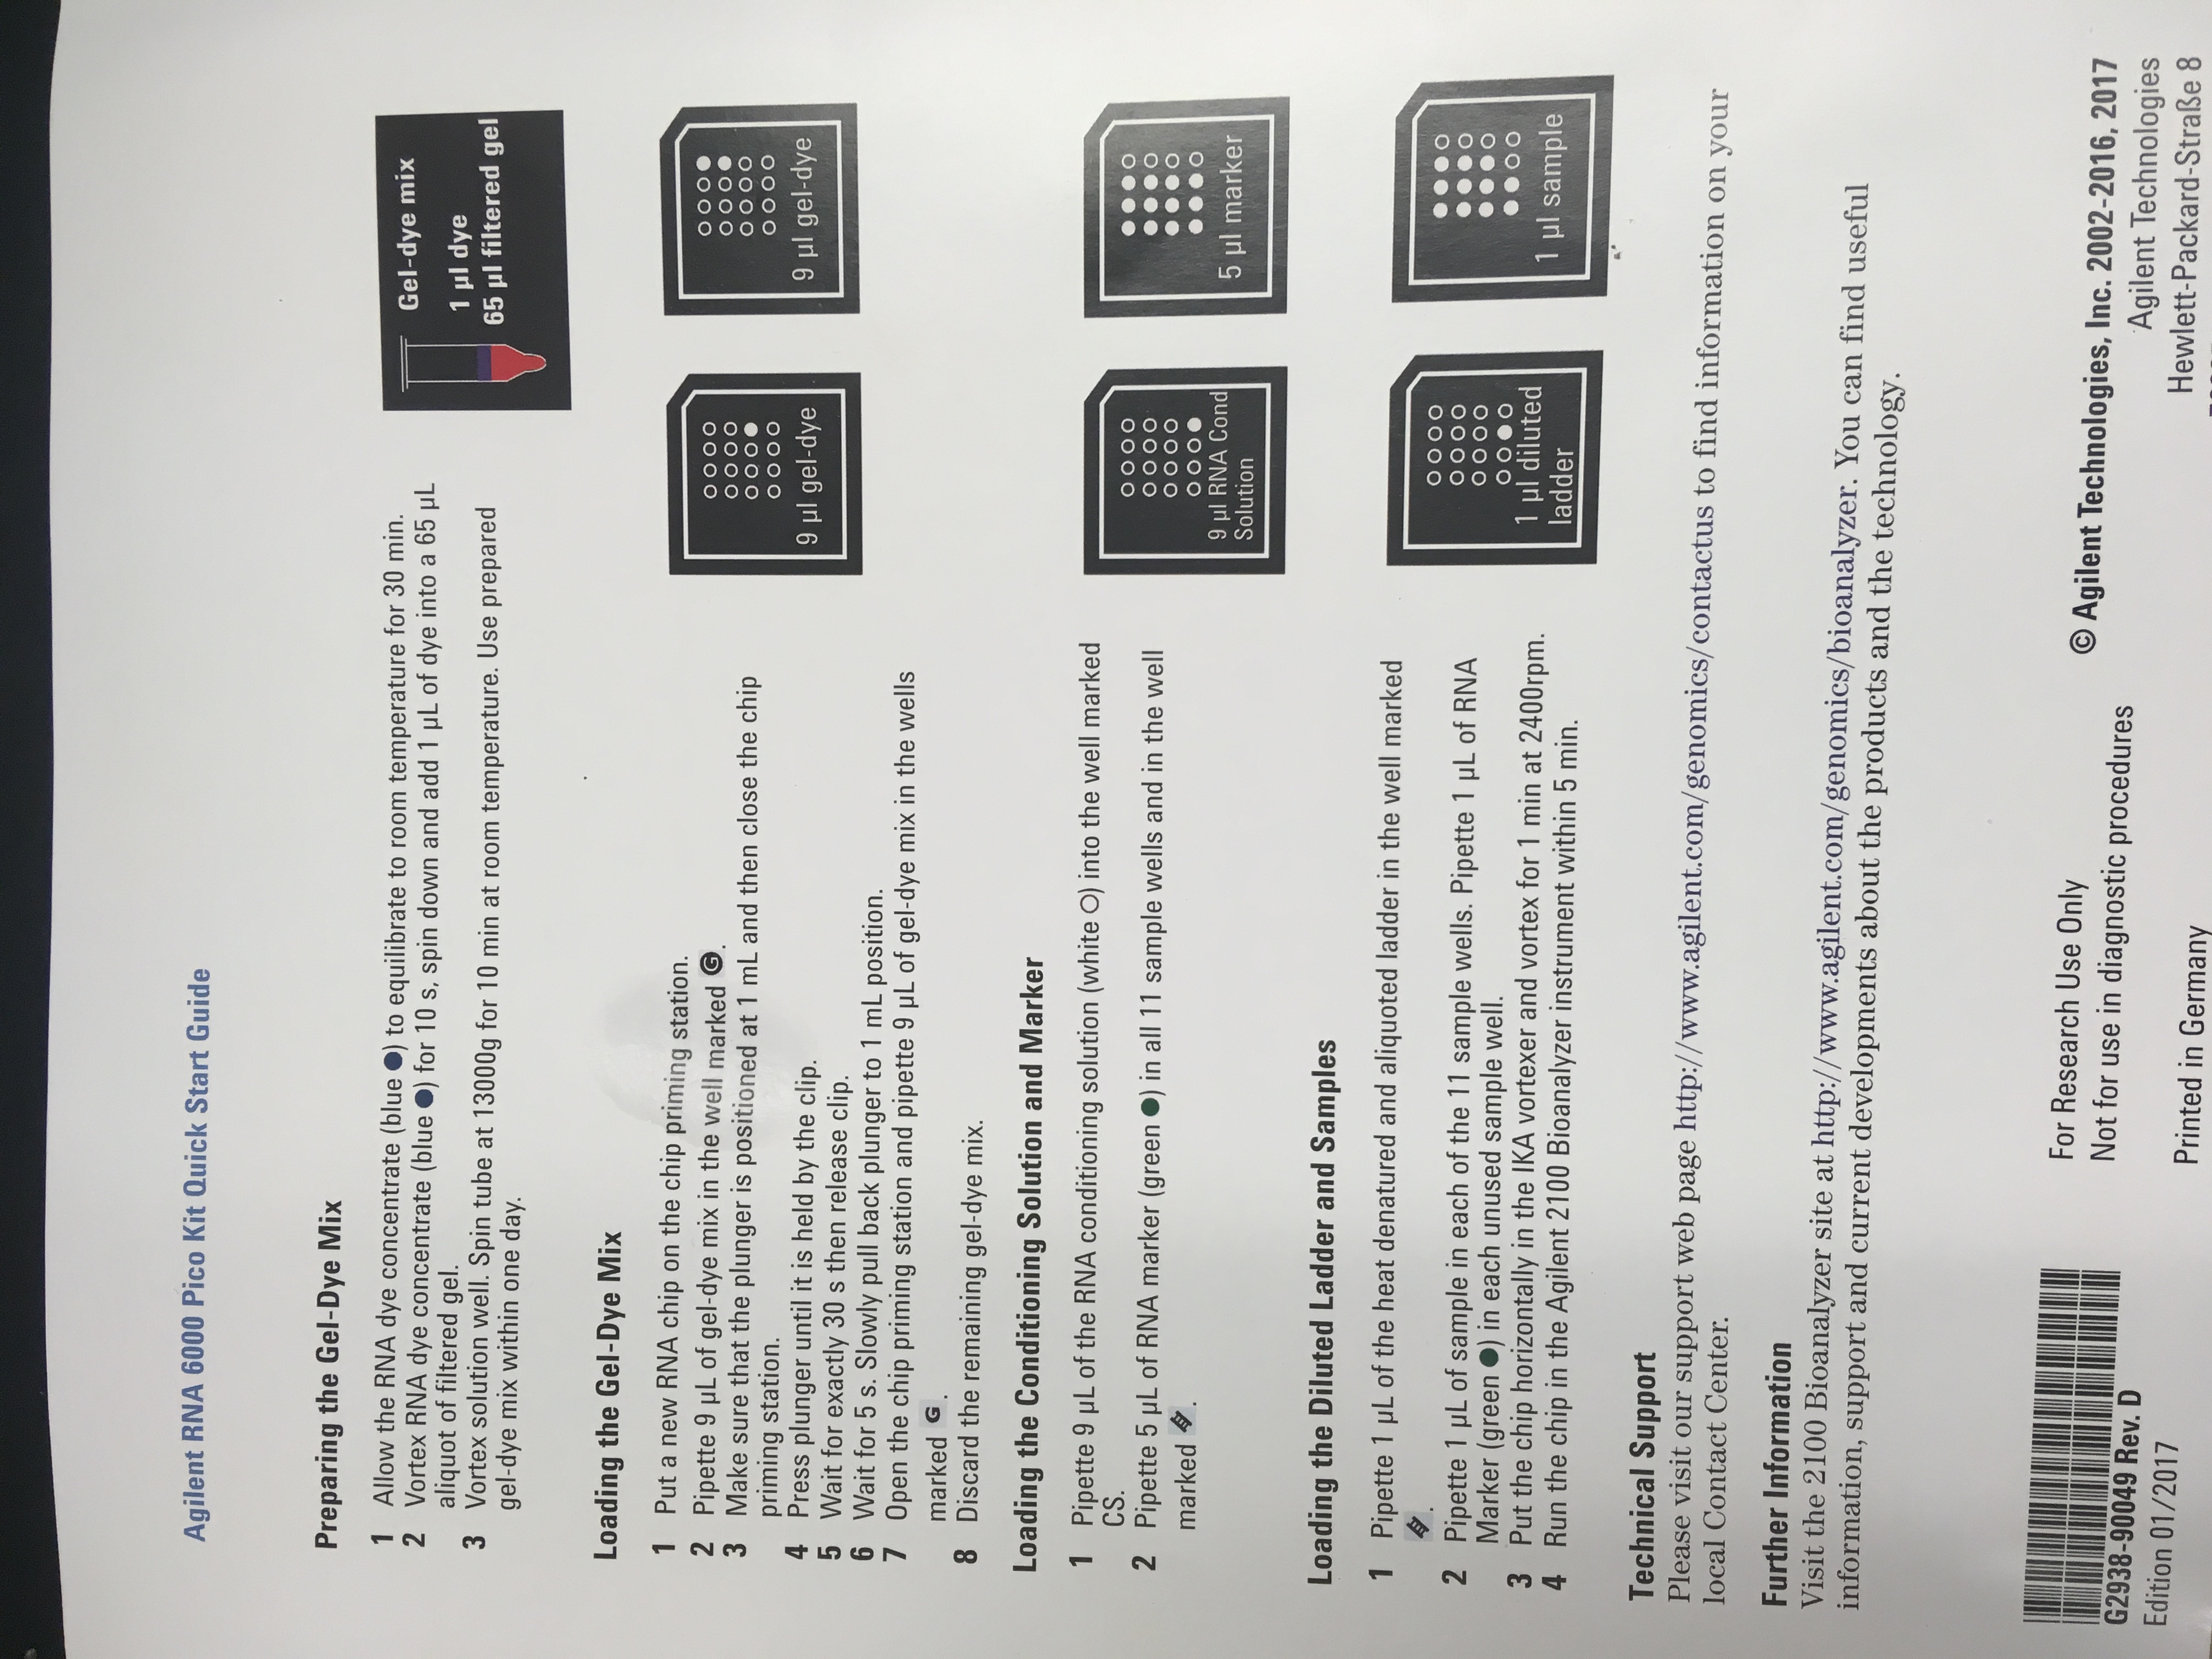 Agilent RNA 6000 Pico Kit Quick Start Guide
Preparing the Gel-Dye Mix
1 Allow the RNA dye concentrate (blue ●) to equilibrate to room temperature for 30 min.
2 Vortex RNA dye concentrate (blue ●) for 10 s, spin down and add 1 µL of dye into a 65 µL
aliquot of filtered gel.
3 Vortex solution well. Spin tube at 13000g for 10 min at room temperature. Use prepared
gel-dye mix within one day.
Gel-dye mix
1 µl dye
65 µl filtered gel
Loading the Gel-Dye Mix
1 Put a new RNA chip on the chip priming station.
2 Pipette 9 µL of gel-dye mix in the well marked G.
3 Make sure that the plunger is positioned at 1 mL and then close the chip
priming station.
4 Press plunger until it is held by the clip.
5 Wait for exactly 30 s then release clip.
6 Wait for 5 s. Slowly pull back plunger to 1 mL position.
7 Open the chip priming station and pipette 9 µL of gel-dye mix in the wells
marked G.
8 Discard the remaining gel-dye mix.
9 µl gel-dye
9 µl gel-dye
Loading the Conditioning Solution and Marker
1 Pipette 9 µL of the RNA conditioning solution (white ○) into the well marked
CS.
2 Pipette 5 µL of RNA marker (green ●) in all 11 sample wells and in the well
marked .
9 µl RNA Cond
Solution
5 µl marker
Loading the Diluted Ladder and Samples
1 Pipette 1 µL of the heat denatured and aliquoted ladder in the well marked
.
2 Pipette 1 µL of sample in each of the 11 sample wells. Pipette 1 µL of RNA
Marker (green ●) in each unused sample well.
3 Put the chip horizontally in the IKA vortexer and vortex for 1 min at 2400rpm.
4 Run the chip in the Agilent 2100 Bioanalyzer instrument within 5 min.
1 µl diluted
ladder
1 µl sample
Technical Support
Please visit our support web page http://www.agilent.com/genomics/contactus to find information on your
local Contact Center.
Further Information
Visit the 2100 Bioanalyzer site at http://www.agilent.com/genomics/bioanalyzer. You can find useful
information, support and current developments about the products and the technology.
G2938-90049 Rev. D
Edition 01/2017
For Research Use Only
Not for use in diagnostic procedures
Printed in Germany
© Agilent Technologies, Inc. 2002-2016, 2017
Agilent Technologies
Hewlett-Packard-Straße 8